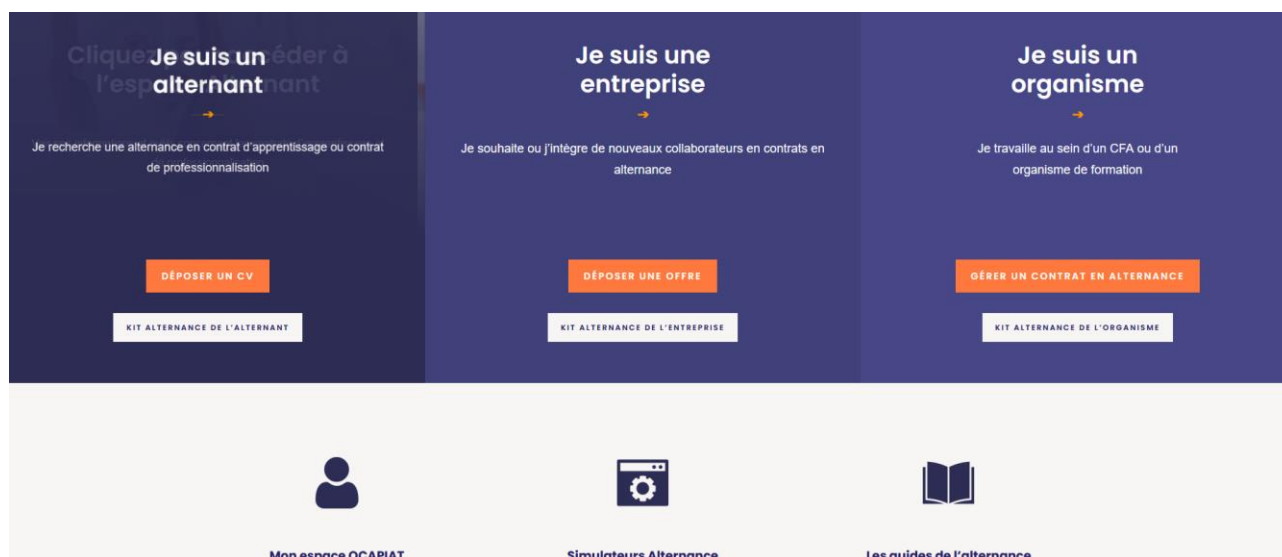 Cliquez     céder à
l'esp     nant
Je suis un
alternant
➔
Je recherche une alternance en contrat d'apprentissage ou contrat
de professionnalisation
DÉPOSER UN CV
KIT ALTERNANCE DE L'ALTERNANT
Je suis une
entreprise
➔
Je souhaite ou j'intègre de nouveaux collaborateurs en contrats en
alternance
DÉPOSER UNE OFFRE
KIT ALTERNANCE DE L'ENTREPRISE
Je suis un
organisme
➔
Je travaille au sein d'un CFA ou d'un
organisme de formation
GÉRER UN CONTRAT EN ALTERNANCE
KIT ALTERNANCE DE L'ORGANISME
Mon espace OCAPIAT
Simulateurs Alternance
Les guides de l'alternance